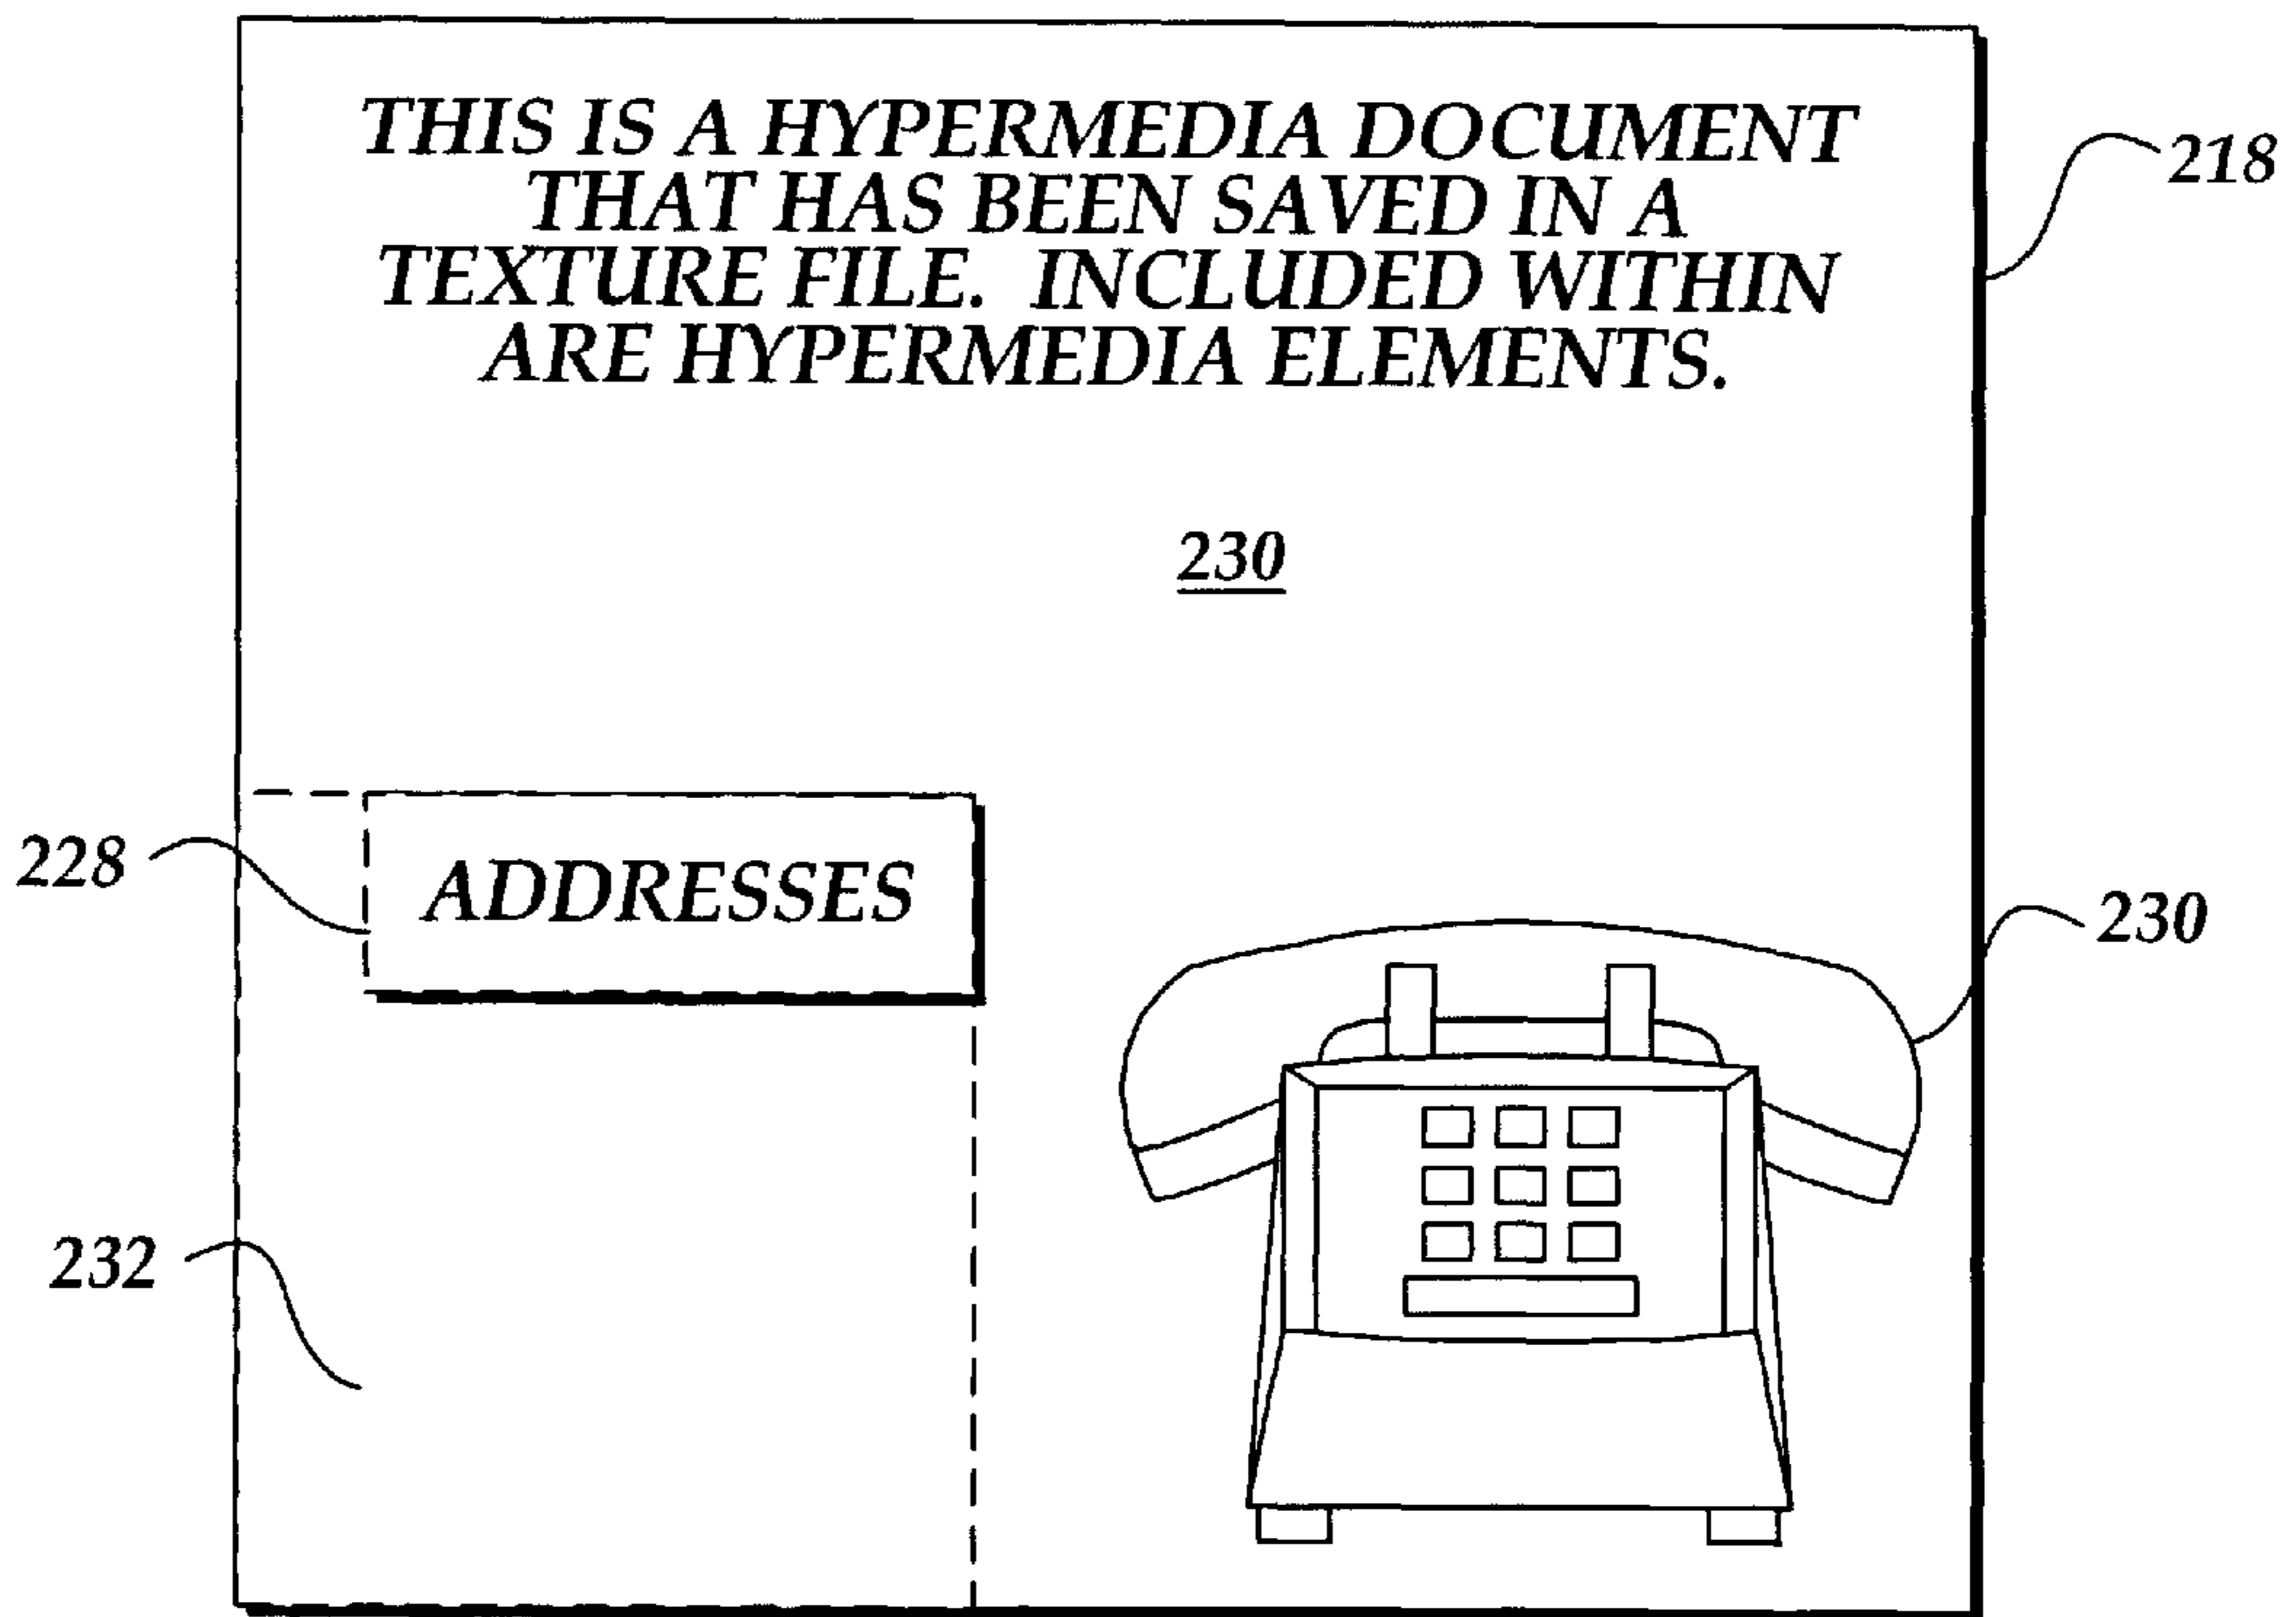 THIS IS A HYPERMEDIA DOCUMENT
THAT HAS BEEN SAVED IN A
TEXTURE FILE. INCLUDED WITHIN
ARE HYPERMEDIA ELEMENTS.
218
230
228
ADDRESSES
230
232